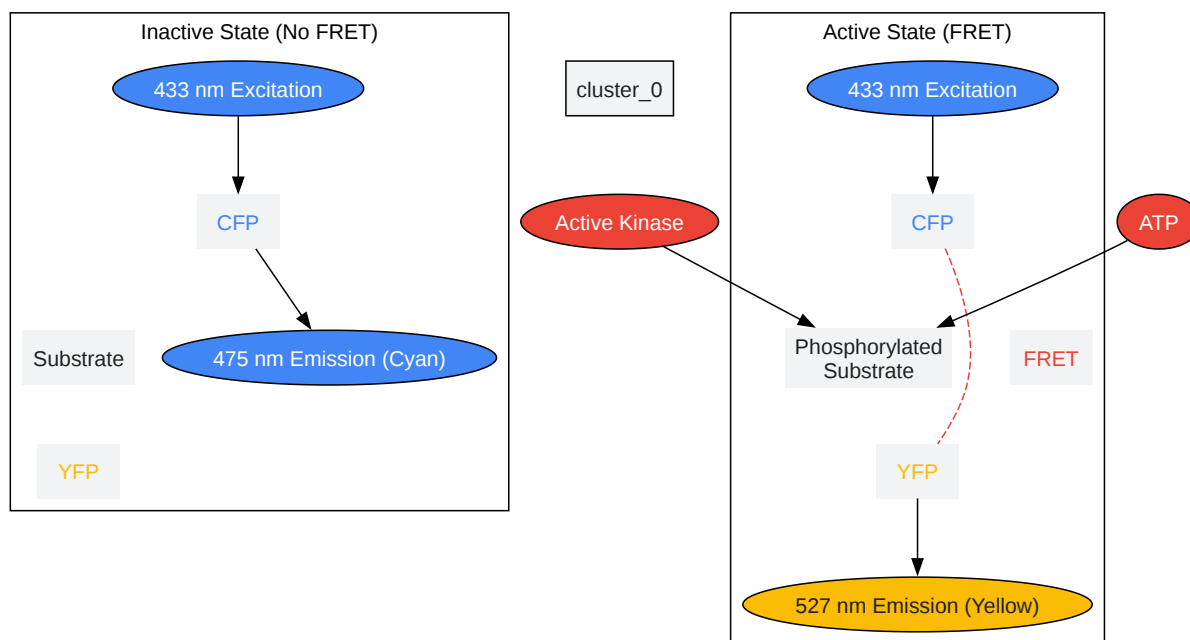 Inactive State (No FRET)
433 nm Excitation
CFP
475 nm Emission (Cyan)
Substrate
YFP
cluster_0
Active Kinase
Active State (FRET)
433 nm Excitation
CFP
ATP
Phosphorylated
Substrate
FRET
YFP
527 nm Emission (Yellow)